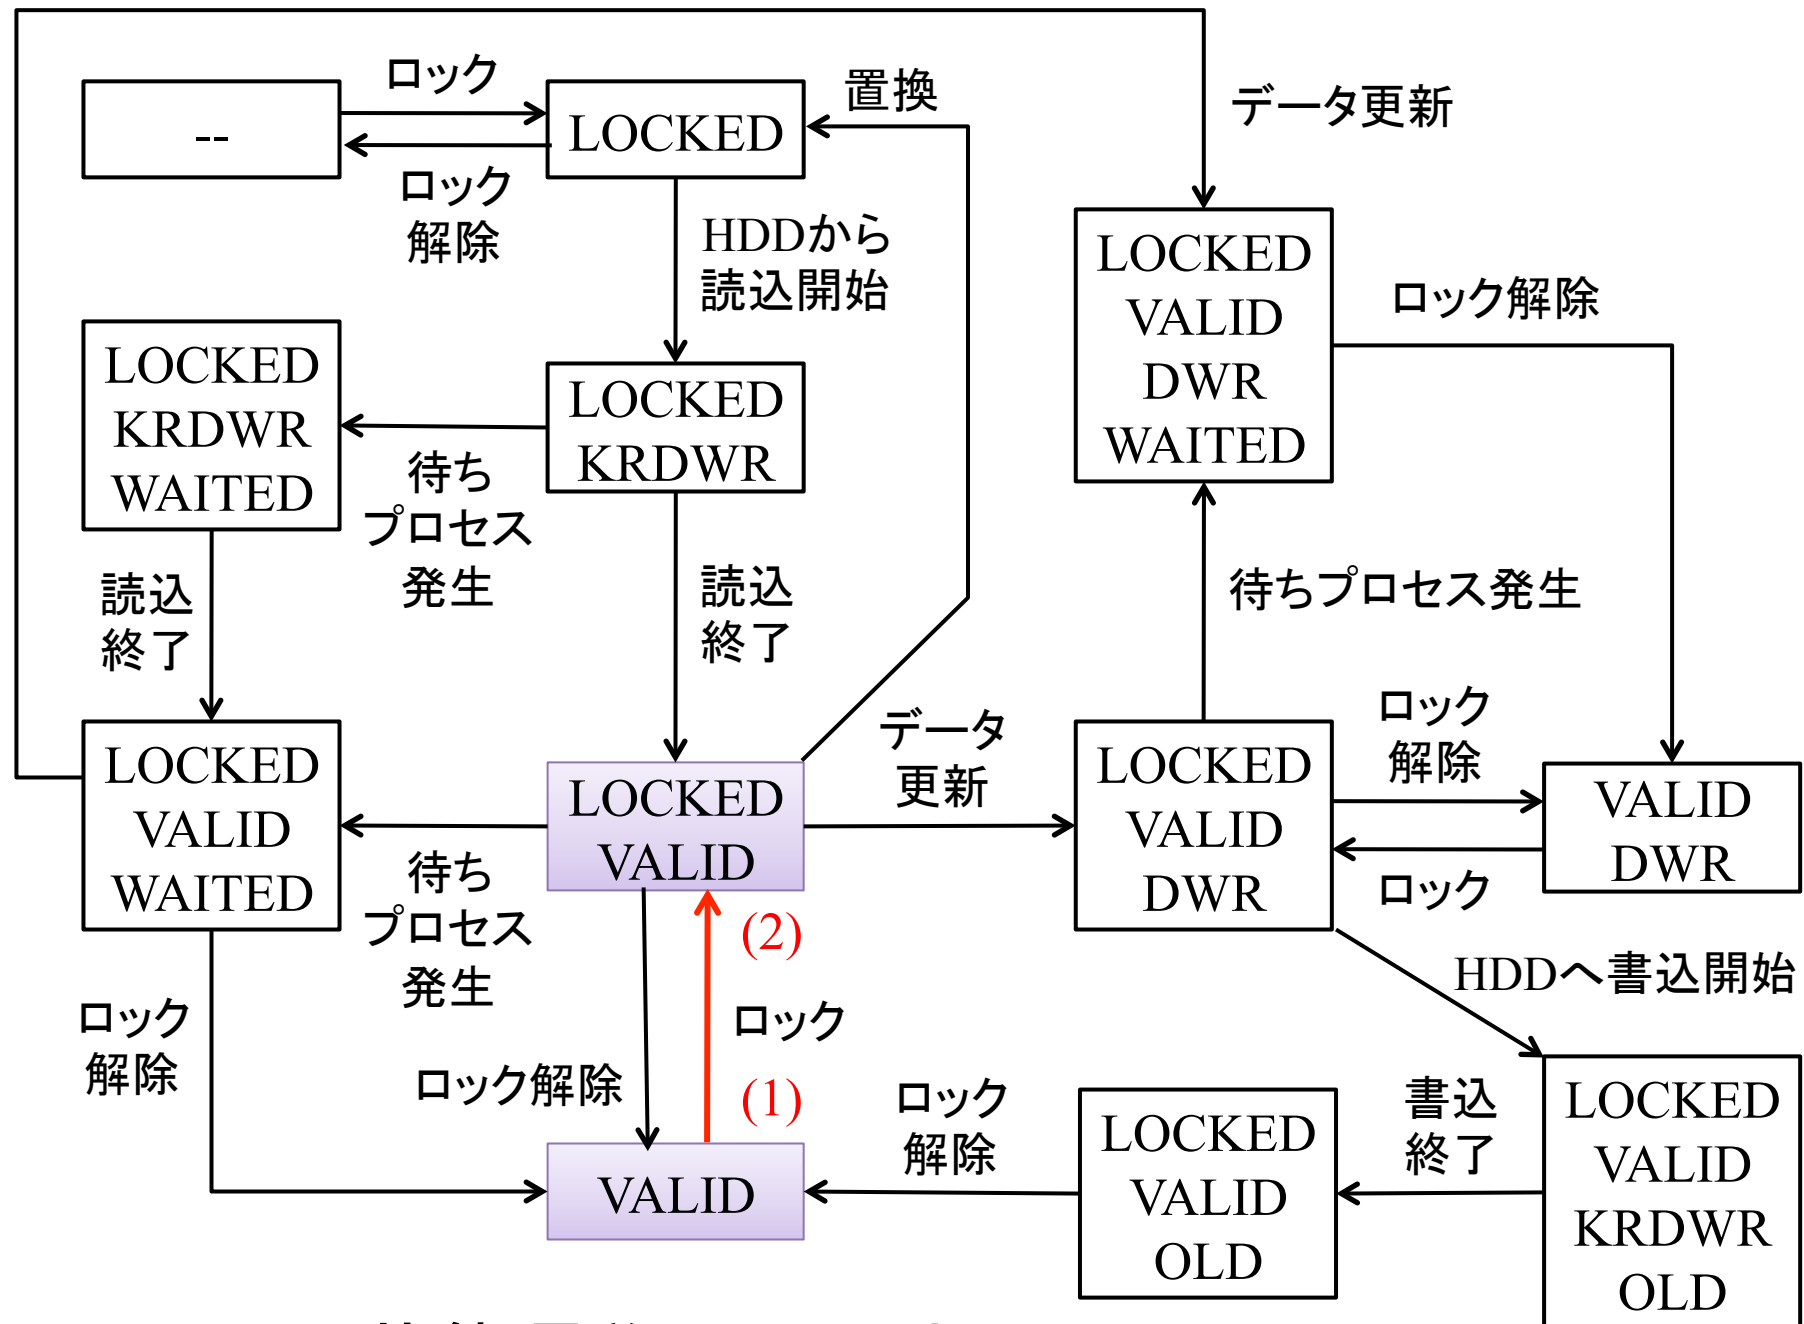 ロック
--
LOCKED
置換
データ更新
ロック
解除
HDDから
読込開始
LOCKED
VALID
DWR
WAITED
ロック解除
LOCKED
KRDWR
WAITED
待ち
プロセス
発生
LOCKED
KRDWR
読込
終了
読込
終了
待ちプロセス発生
LOCKED
VALID
WAITED
待ち
プロセス
発生
LOCKED
VALID
データ
更新
LOCKED
VALID
DWR
ロック
解除
ロック
VALID
DWR
HDDへ書込開始
ロック
解除
ロック解除
(2)
ロック
(1)
VALID
ロック
解除
LOCKED
VALID
OLD
書込
終了
LOCKED
VALID
KRDWR
OLD